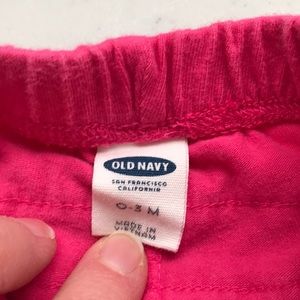 OLD NAVY
SAN FRANCISCO
CALIFORNIA
0-3 M
MADE IN
VIETNAM